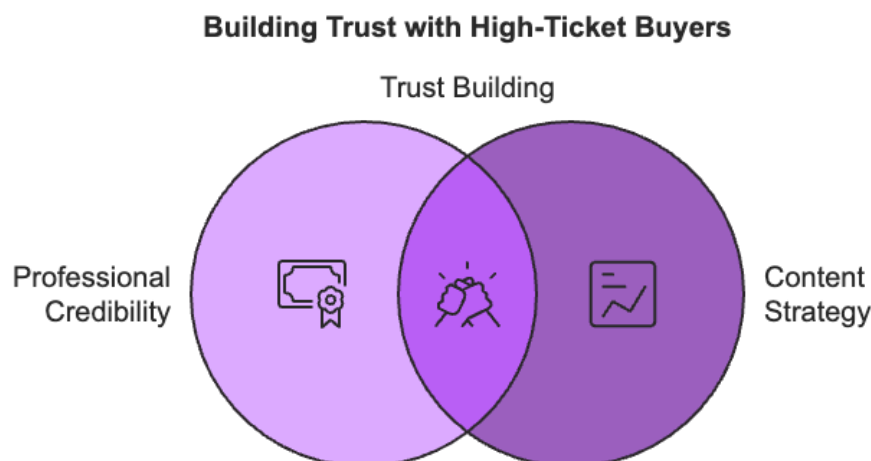 Building Trust with High-Ticket Buyers
Trust Building
Professional
Credibility
Content
Strategy